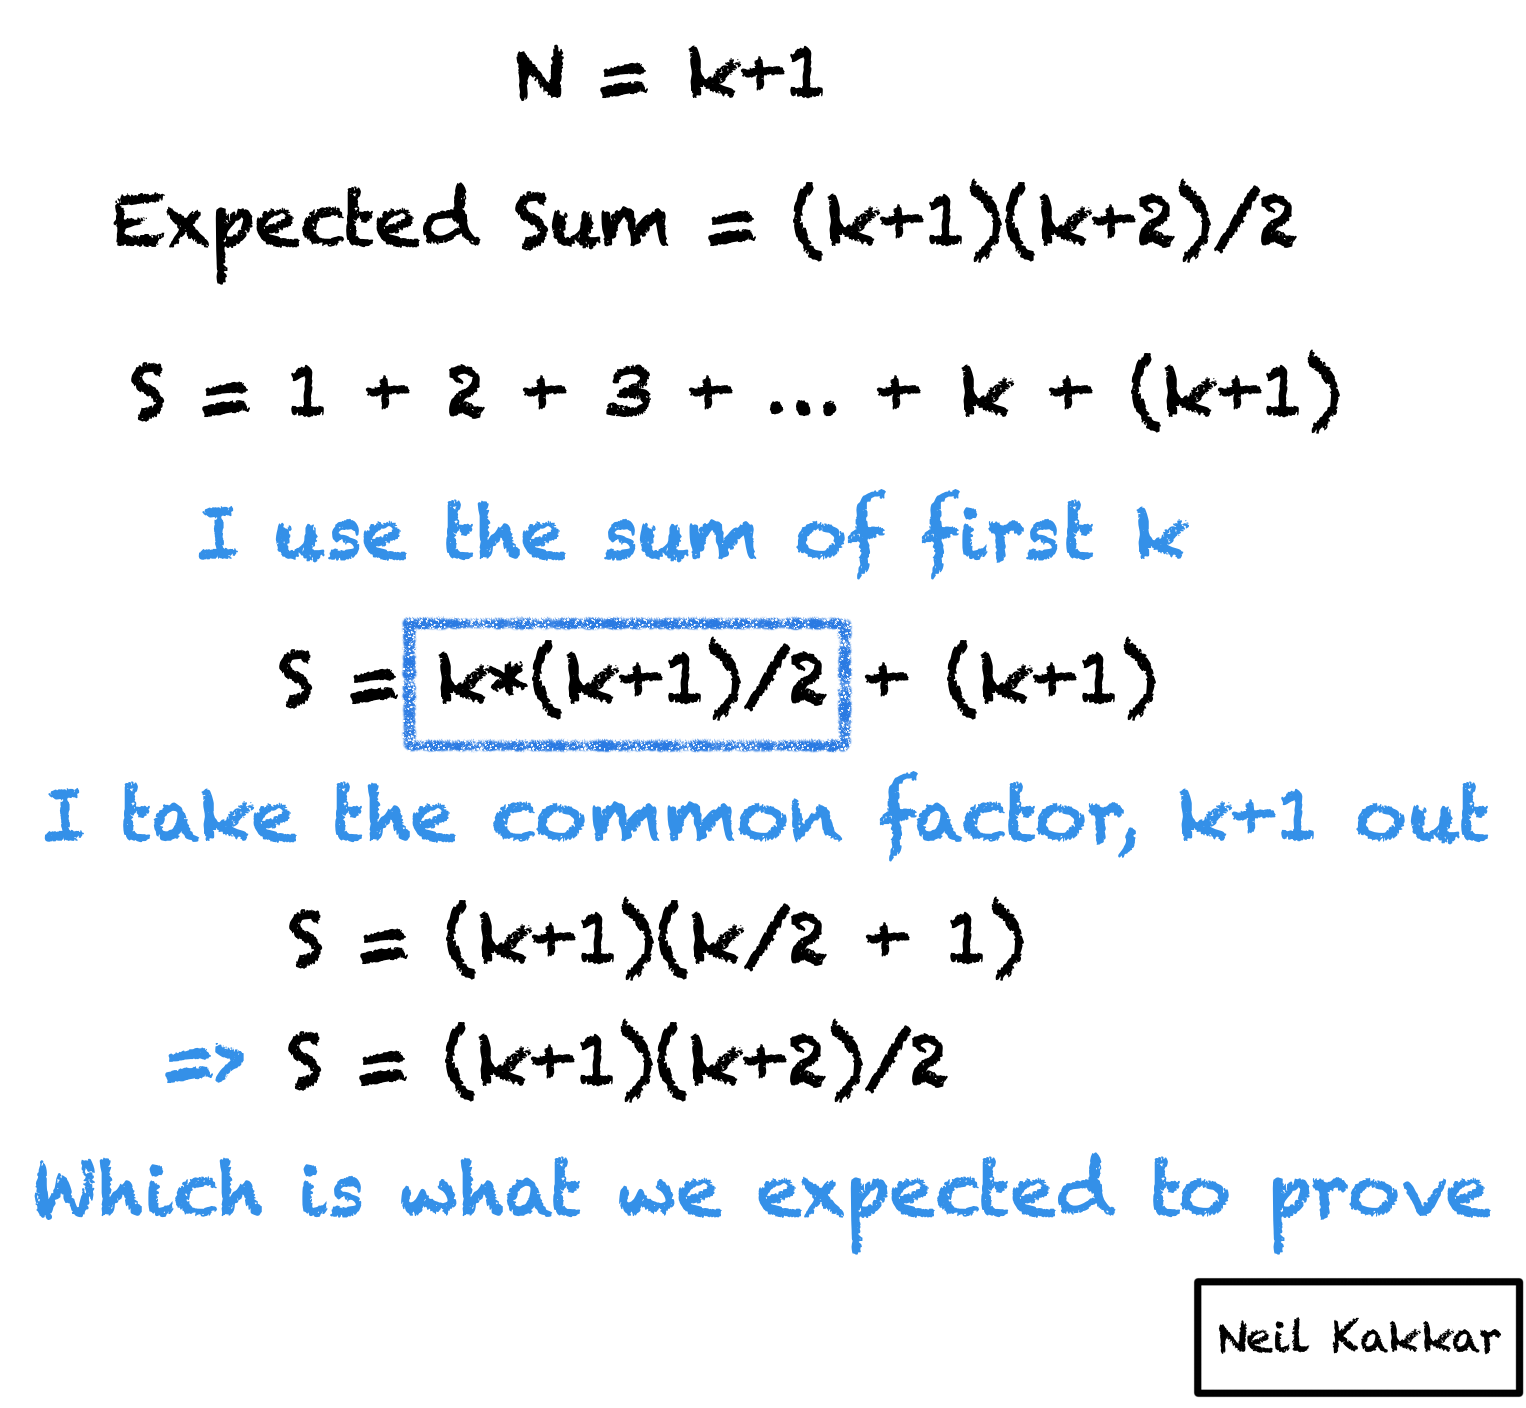 N = k+1
Expected Sum = (k+1)(k+2)/2
S = 1 + 2 + 3 + ... + k + (k+1)
I use the sum of first k
S = k*(k+1)/2 + (k+1)
I take the common factor, k+1 out
S = (k+1)(k/2 + 1)
=> S = (k+1)(k+2)/2
Which is what we expected to prove
Neil Kakkar